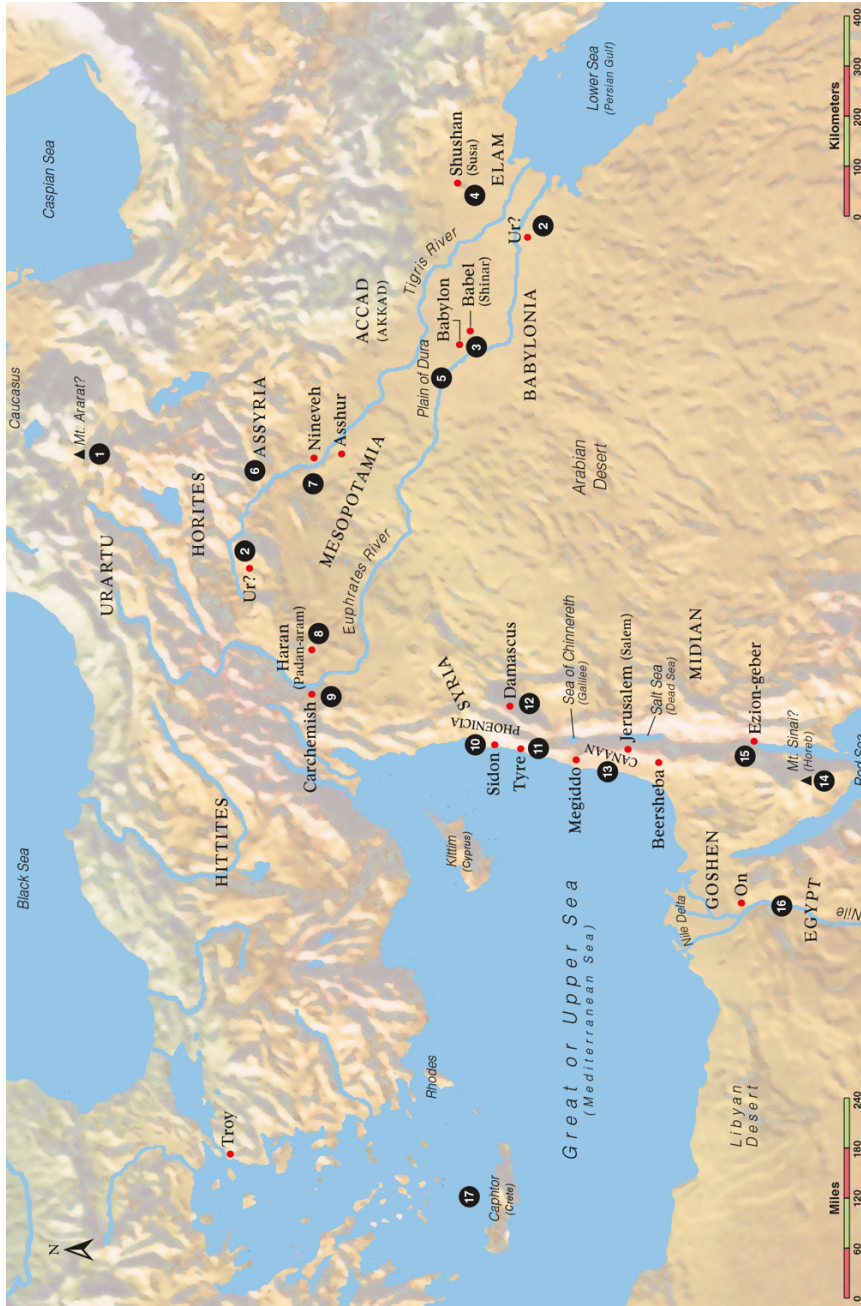 N
Black Sea
Caucasus
Caspian Sea
Mt. Ararat?
1
URARTU
HORITES
HITTITES
Troy
Ur?
2
6
ASSYRIA
Carchemish
9
Haran
(Padan-aram)
8
7
Nineveh
Asshur
MESOPOTAMIA
ACCAD
(AKKAD)
Euphrates River
Tigris River
Plain of Dura
5
Babylon
Babel
(Shinar)
3
Shushan
(Susa)
4
ELAM
Ur?
2
BABYLONIA
Lower Sea
(Persian Gulf)
Rhodes
Kittim
(Cyprus)
17
Caphtor
(Crete)
SYRIA
PHOENICIA
10
Sidon
Tyre
11
Damascus
12
Great or Upper Sea
(Mediterranean Sea)
Arabian
Desert
Sea of Chinnereth
(Galilee)
Megiddo
13
CANAAN
Jerusalem (Salem)
Salt Sea
(Dead Sea)
Beersheba
MIDIAN
Nile Delta
GOSHEN
On
Libyan
Desert
Ezion-geber
15
Mt. Sinai?
(Horeb)
14
16
EGYPT
Nile
Red Sea
Miles
0 60 120 180 240
Kilometers
0 100 200 300 400